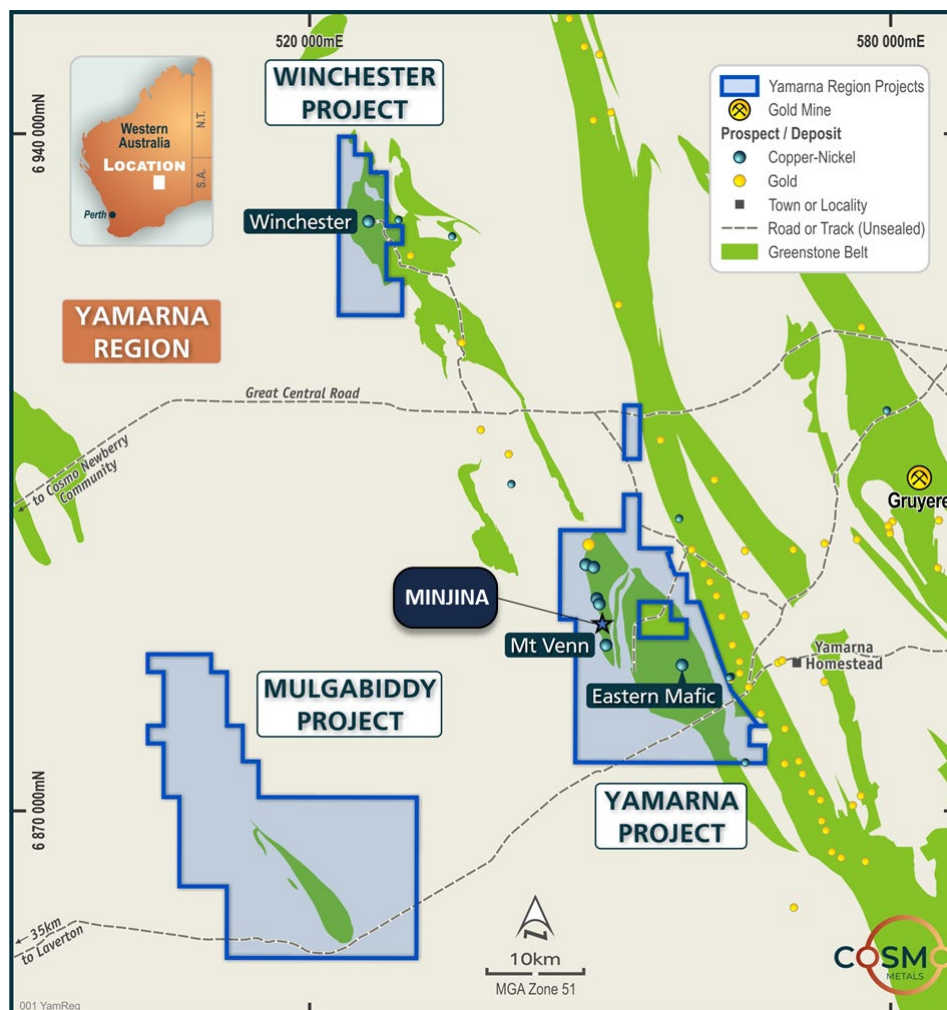 520 000mE
580 000mE
6 940 000mN
6 870 000mN
Western
Australia
LOCATION
Perth
N.T.
S.A.
WINCHESTER
PROJECT
Winchester
Yamarna Region Projects
Gold Mine
Prospect / Deposit
Copper-Nickel
Gold
Town or Locality
Road or Track (Unsealed)
Greenstone Belt
YAMARNA
REGION
Great Central Road
to Cosmo Newberry
Community
Gruyere
MINJINA
Mt Venn
Eastern Mafic
Yamarna
Homestead
MULGABIDDY
PROJECT
YAMARNA
PROJECT
35km
to Laverton
10km
MGA Zone 51
COSMO
METALS
001 YamReg